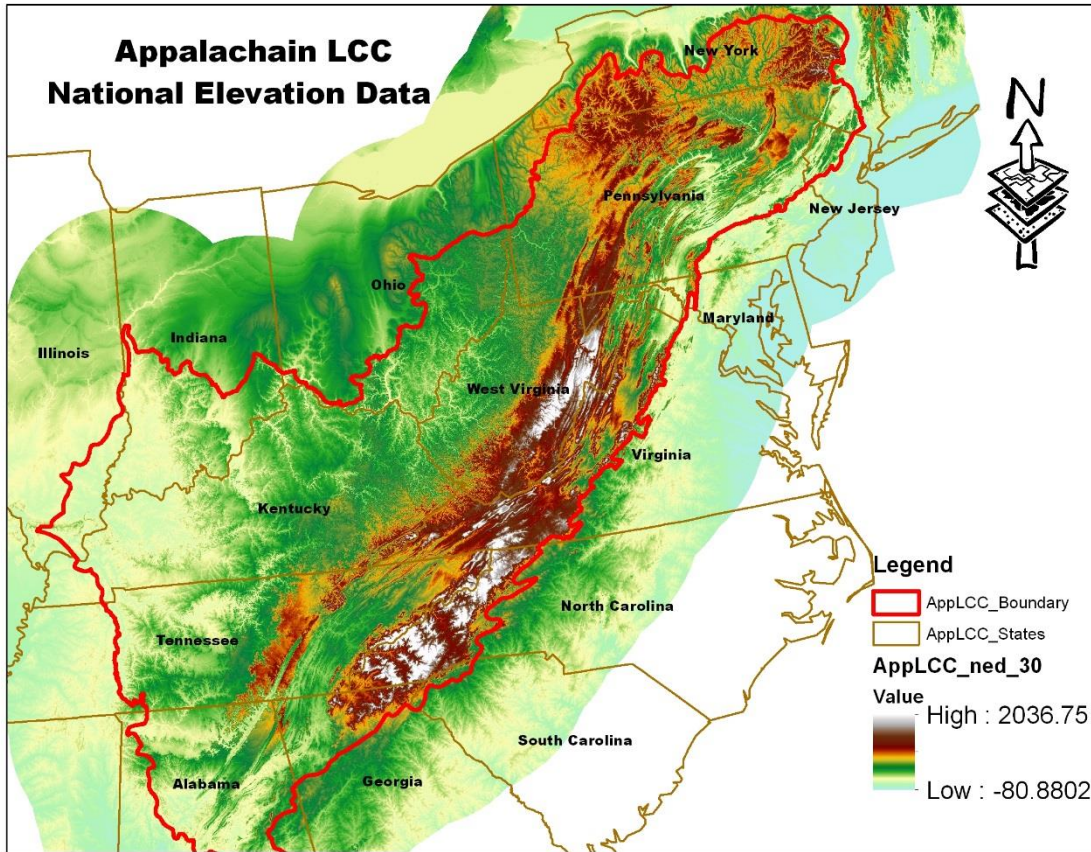 Appalachain LCC
National Elevation Data
New York
N
Pennsylvania
New Jersey
Ohio
Maryland
Indiana
Illinois
West Virginia
Virginia
Kentucky
North Carolina
Tennessee
South Carolina
Alabama
Georgia
Legend
AppLCC_Boundary
AppLCC_States
AppLCC_ned_30
Value
High : 2036.75
Low : -80.8802